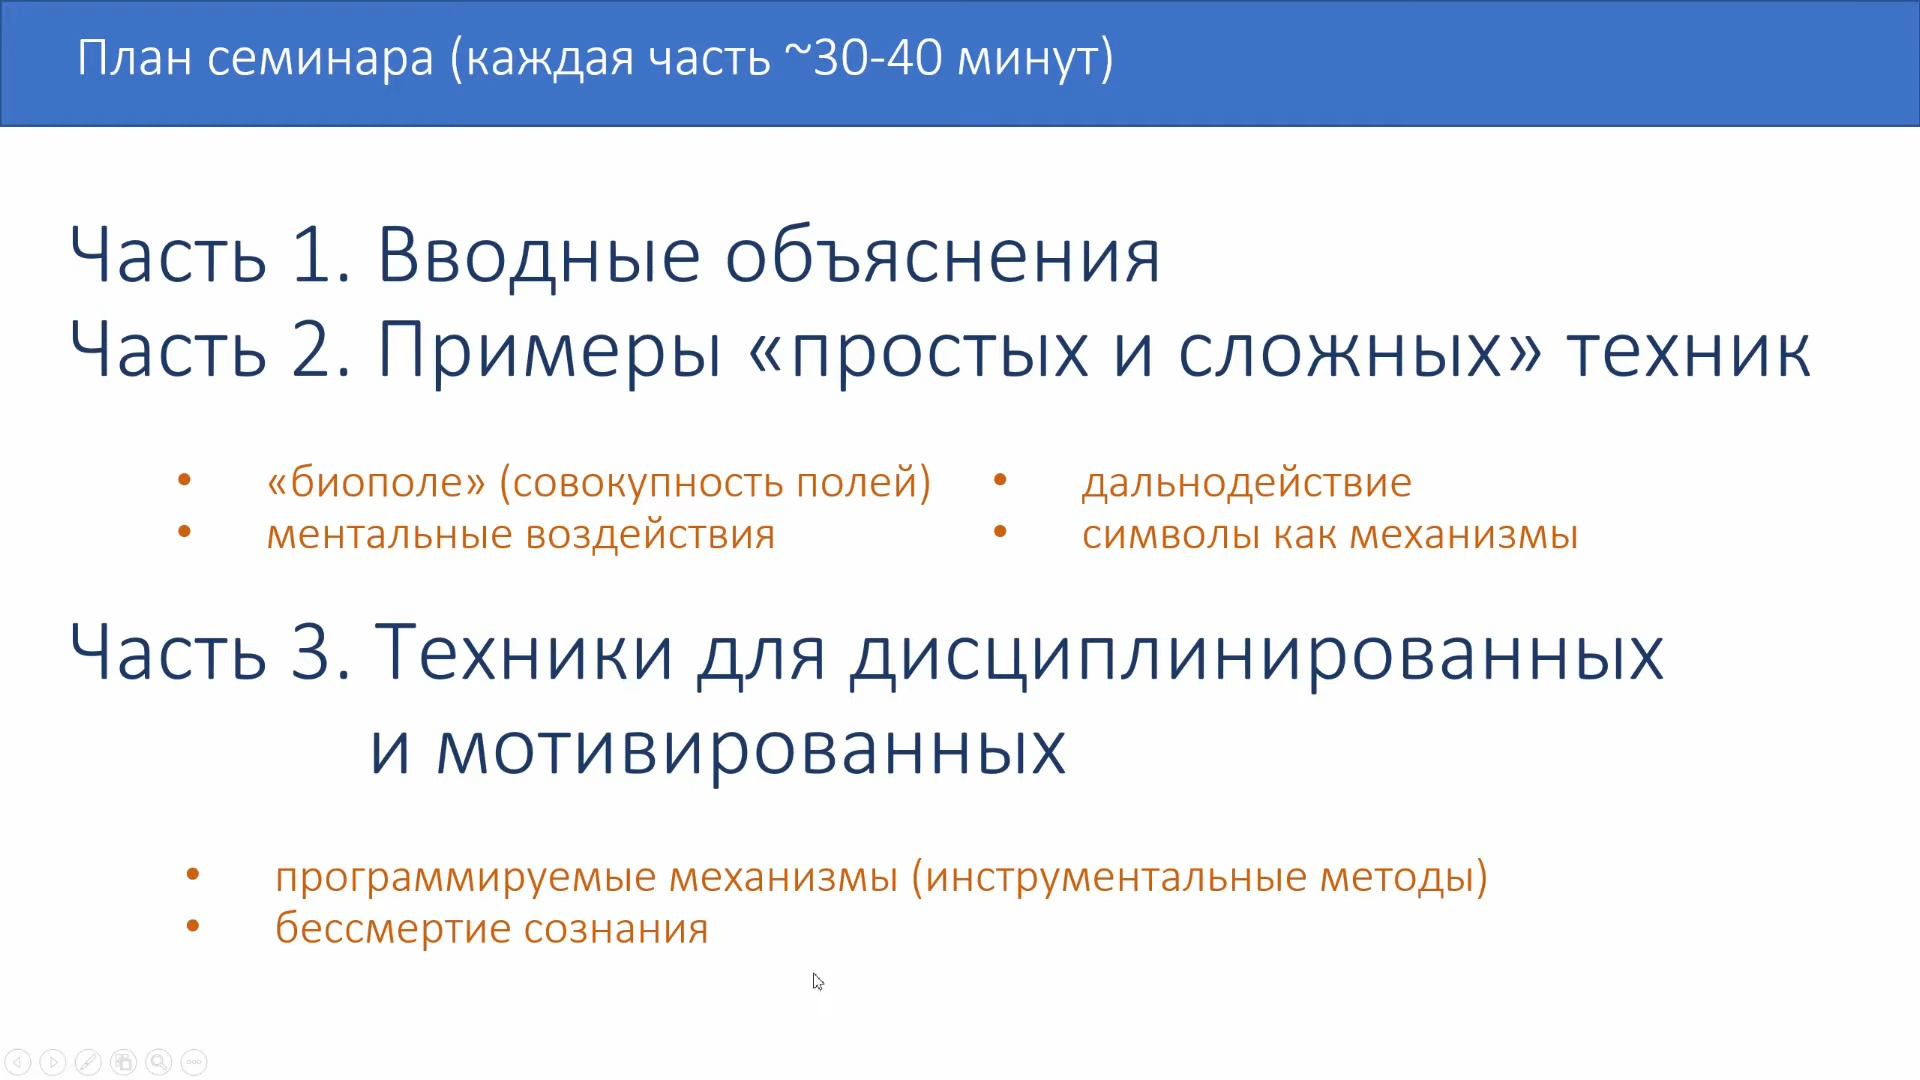 План семинара (каждая часть ~30-40 минут)
Часть 1. Вводные объяснения
Часть 2. Примеры «простых и сложных» техник
• «биополе» (совокупность полей)
• ментальные воздействия
• дальнодействие
• символы как механизмы
Часть 3. Техники для дисциплинированных
и мотивированных
• программируемые механизмы (инструментальные методы)
• бессмертие сознания